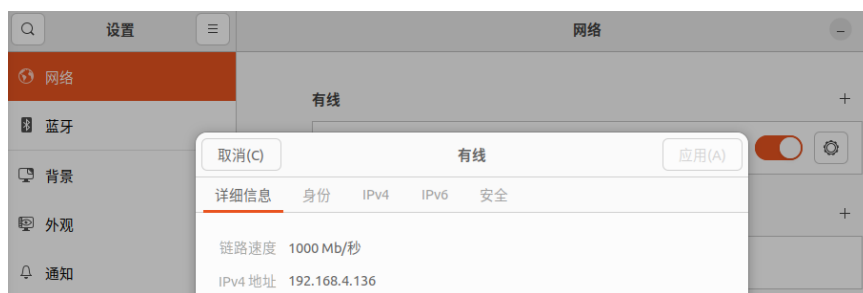 设置
网络
网络
有线
蓝牙
取消(C)
有线
应用(A)
背景
详细信息
身份
IPv4
IPv6
安全
外观
链路速度 1000 Mb/秒
通知
IPv4 地址 192.168.4.136